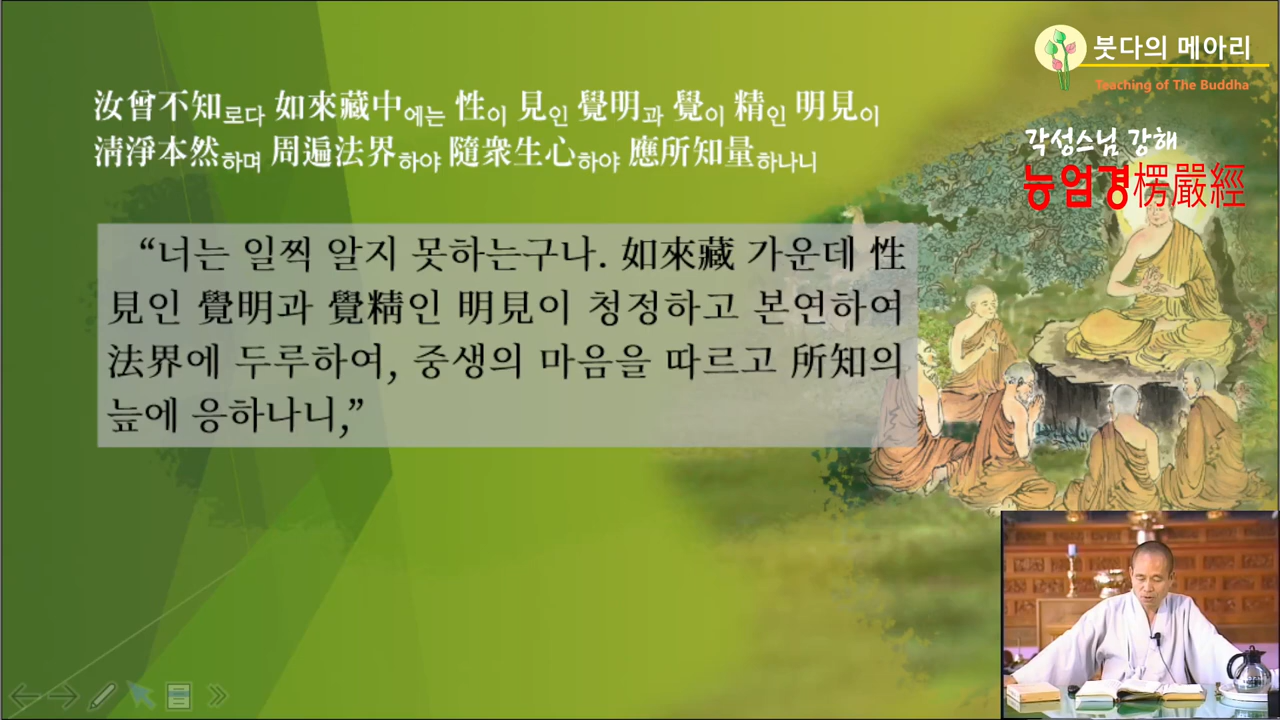 붓다의 메아리
Teaching of The Buddha
각성스님 강해
능엄경楞嚴經
汝曾不知로다 如來藏中에는 性이 見인 覺明과 覺이 精인 明見이
淸淨本然하며 周遍法界하야 隨衆生心하야 應所知量하나니
“너는 일찍 알지 못하는구나. 如來藏 가운데 性
見인 覺明과 覺精인 明見이 청정하고 본연하여
法界에 두루하여, 중생의 마음을 따르고 所知의
늪에 응하나니,”